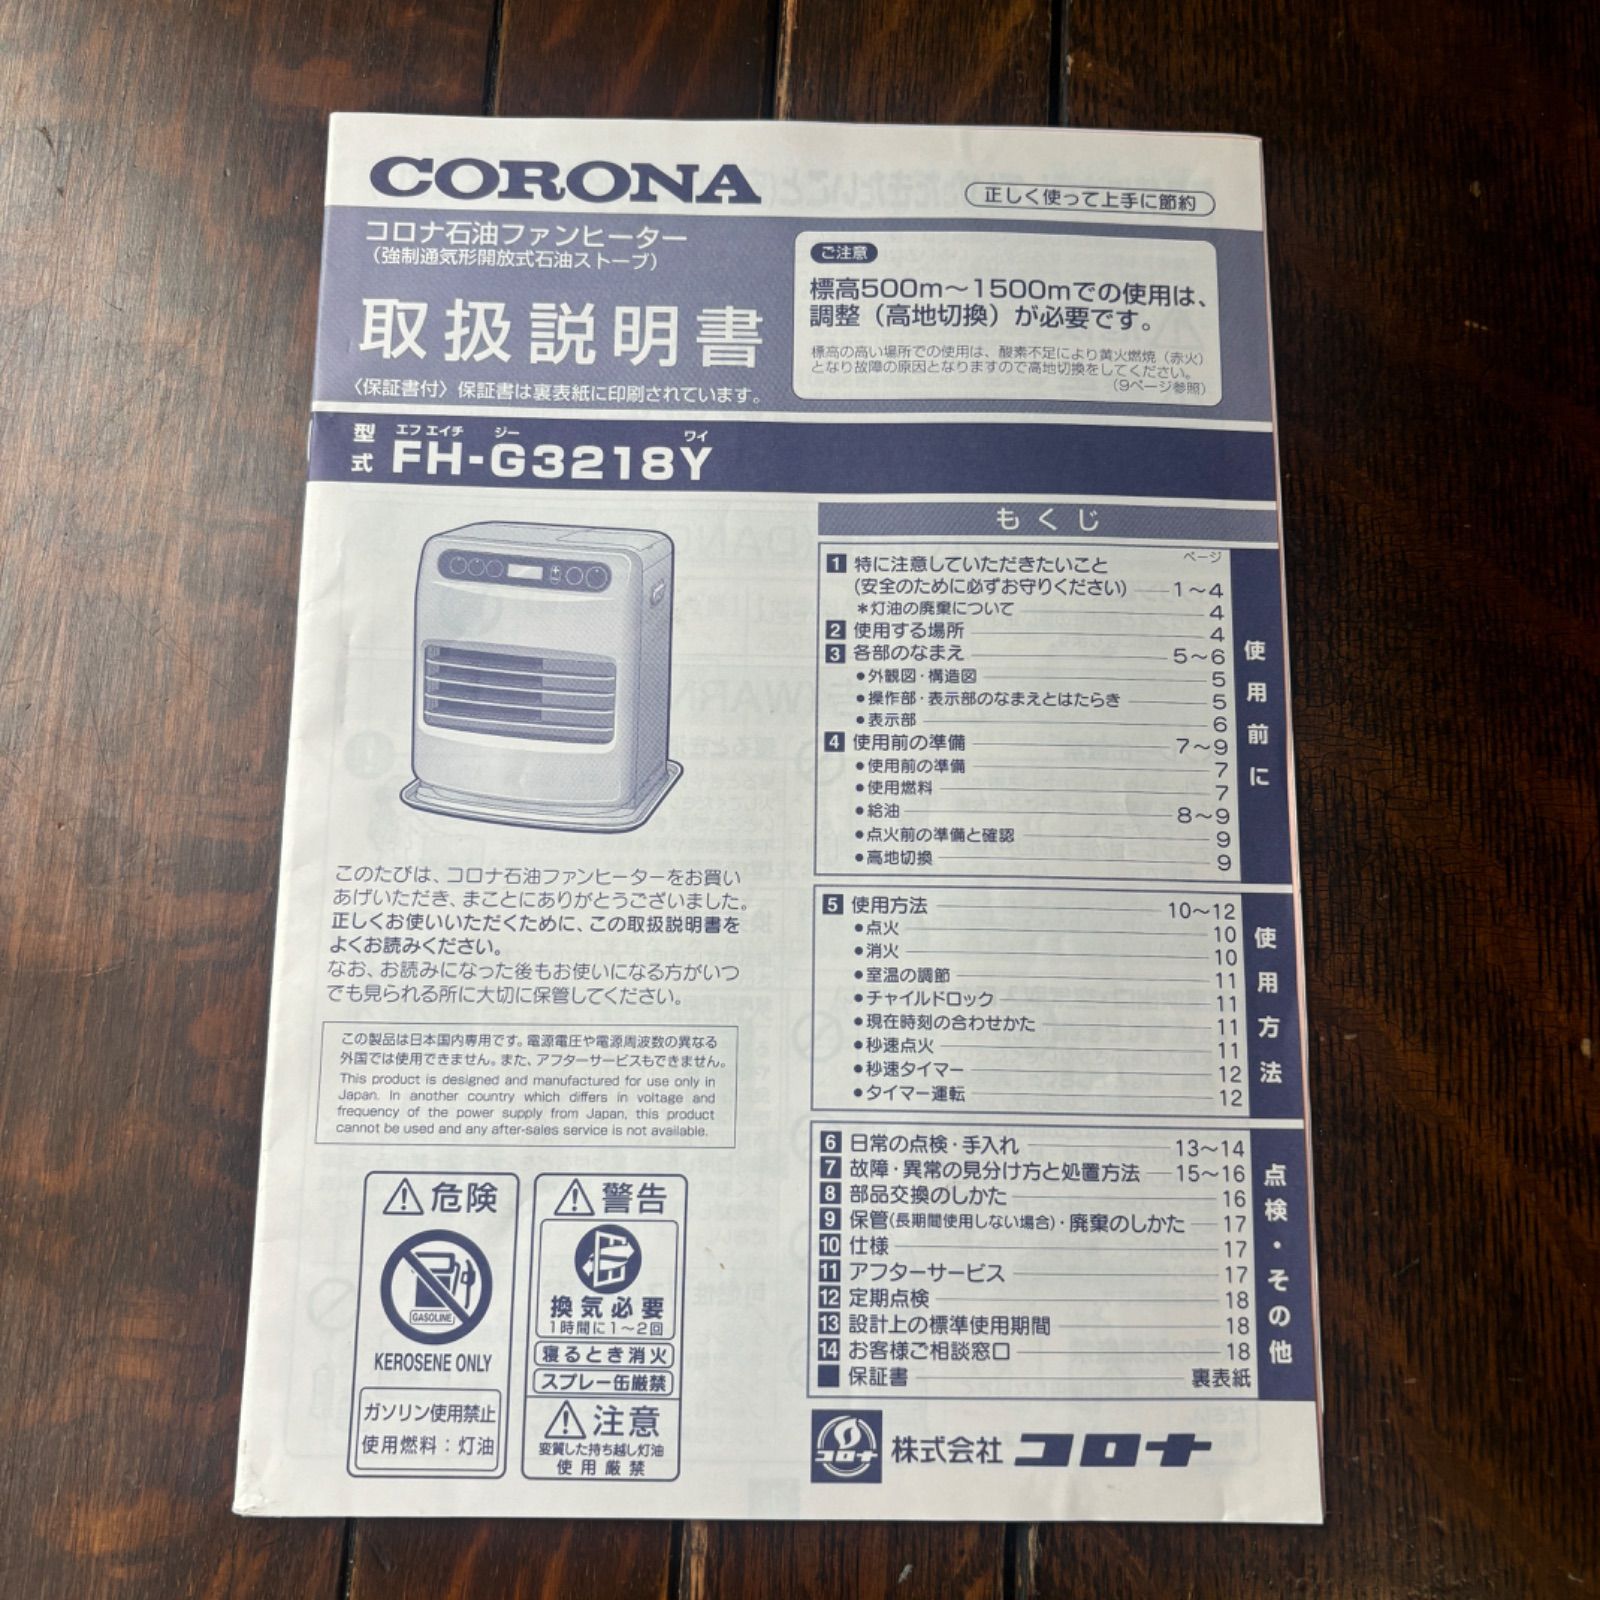 CORONA
正しく使って上手に節約
コロナ石油ファンヒーター
（強制通気形開放式石油ストーブ）
取扱説明書
〈保証書付〉保証書は裏表紙に印刷されています。
ご注意
標高500m～1500mでの使用は、
調整（高地切換）が必要です。
標高の高い場所での使用は、酸素不足により黄火燃焼（赤火）
となり故障の原因となりますので高地切換をしてください。
（9ページ参照）
エフ エイチ ジー ワイ
型式 FH-G3218Y
このたびは、コロナ石油ファンヒーターをお買い
あげいただき、まことにありがとうございました。
正しくお使いいただくために、この取扱説明書を
よくお読みください。
なお、お読みになった後もお使いになる方がいつ
でも見られる所に大切に保管してください。
この製品は日本国内専用です。電源電圧や電源周波数の異なる
外国では使用できません。また、アフターサービスもできません。
This product is designed and manufactured for use only in
Japan. In another country which differs in voltage and
frequency of the power supply from Japan, this product
cannot be used and any after-sales service is not available.
危険
GASOLINE
KEROSENE ONLY
ガソリン使用禁止
使用燃料：灯油
警告
換気必要
1時間に1～2回
寝るとき消火
スプレー缶厳禁
注意
変質した持ち越し灯油
使用厳禁
もくじ
ページ
1 特に注意していただきたいこと
(安全のために必ずお守りください) 1～4
＊灯油の廃棄について 4
2 使用する場所 4
3 各部のなまえ 5～6
●外観図・構造図 5
●操作部・表示部のなまえとはたらき 5
●表示部 6
4 使用前の準備 7～9
●使用前の準備 7
●使用燃料 7
●給油 8～9
●点火前の準備と確認 9
●高地切換 9
使用前に
5 使用方法 10～12
●点火 10
●消火 10
●室温の調節 11
●チャイルドロック 11
●現在時刻の合わせかた 11
●秒速点火 11
●秒速タイマー 12
●タイマー運転 12
使用方法
6 日常の点検・手入れ 13～14
7 故障・異常の見分け方と処置方法 15～16
8 部品交換のしかた 16
9 保管(長期間使用しない場合)・廃棄のしかた 17
10 仕様 17
11 アフターサービス 17
12 定期点検 18
13 設計上の標準使用期間 18
14 お客様ご相談窓口 18
■ 保証書 裏表紙
点検・その他
コロナ
株式会社 コロナ